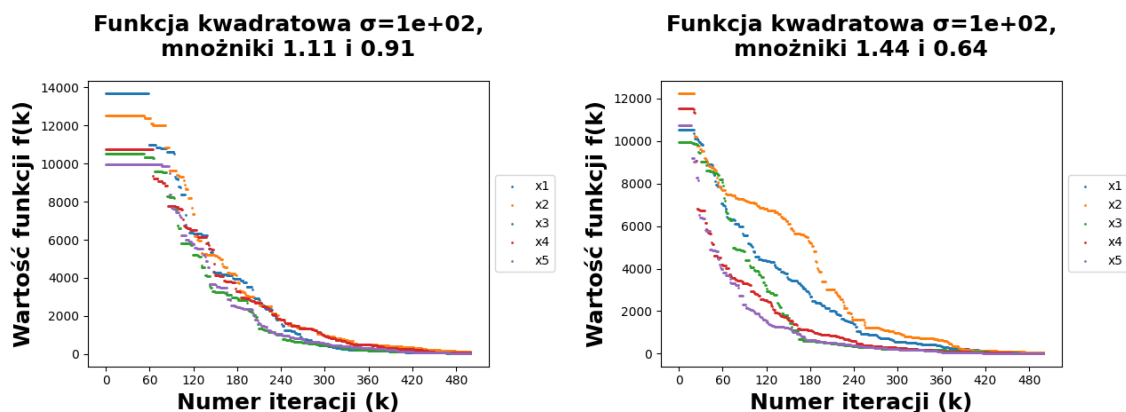 Funkcja kwadratowa σ=1e+02,
mnożniki 1.11 i 0.91
Wartość funkcji f(k)
14000
12000
10000
8000
6000
4000
2000
0
0 60 120 180 240 300 360 420 480
Numer iteracji (k)
x1
x2
x3
x4
x5
Funkcja kwadratowa σ=1e+02,
mnożniki 1.44 i 0.64
Wartość funkcji f(k)
12000
10000
8000
6000
4000
2000
0
0 60 120 180 240 300 360 420 480
Numer iteracji (k)
x1
x2
x3
x4
x5